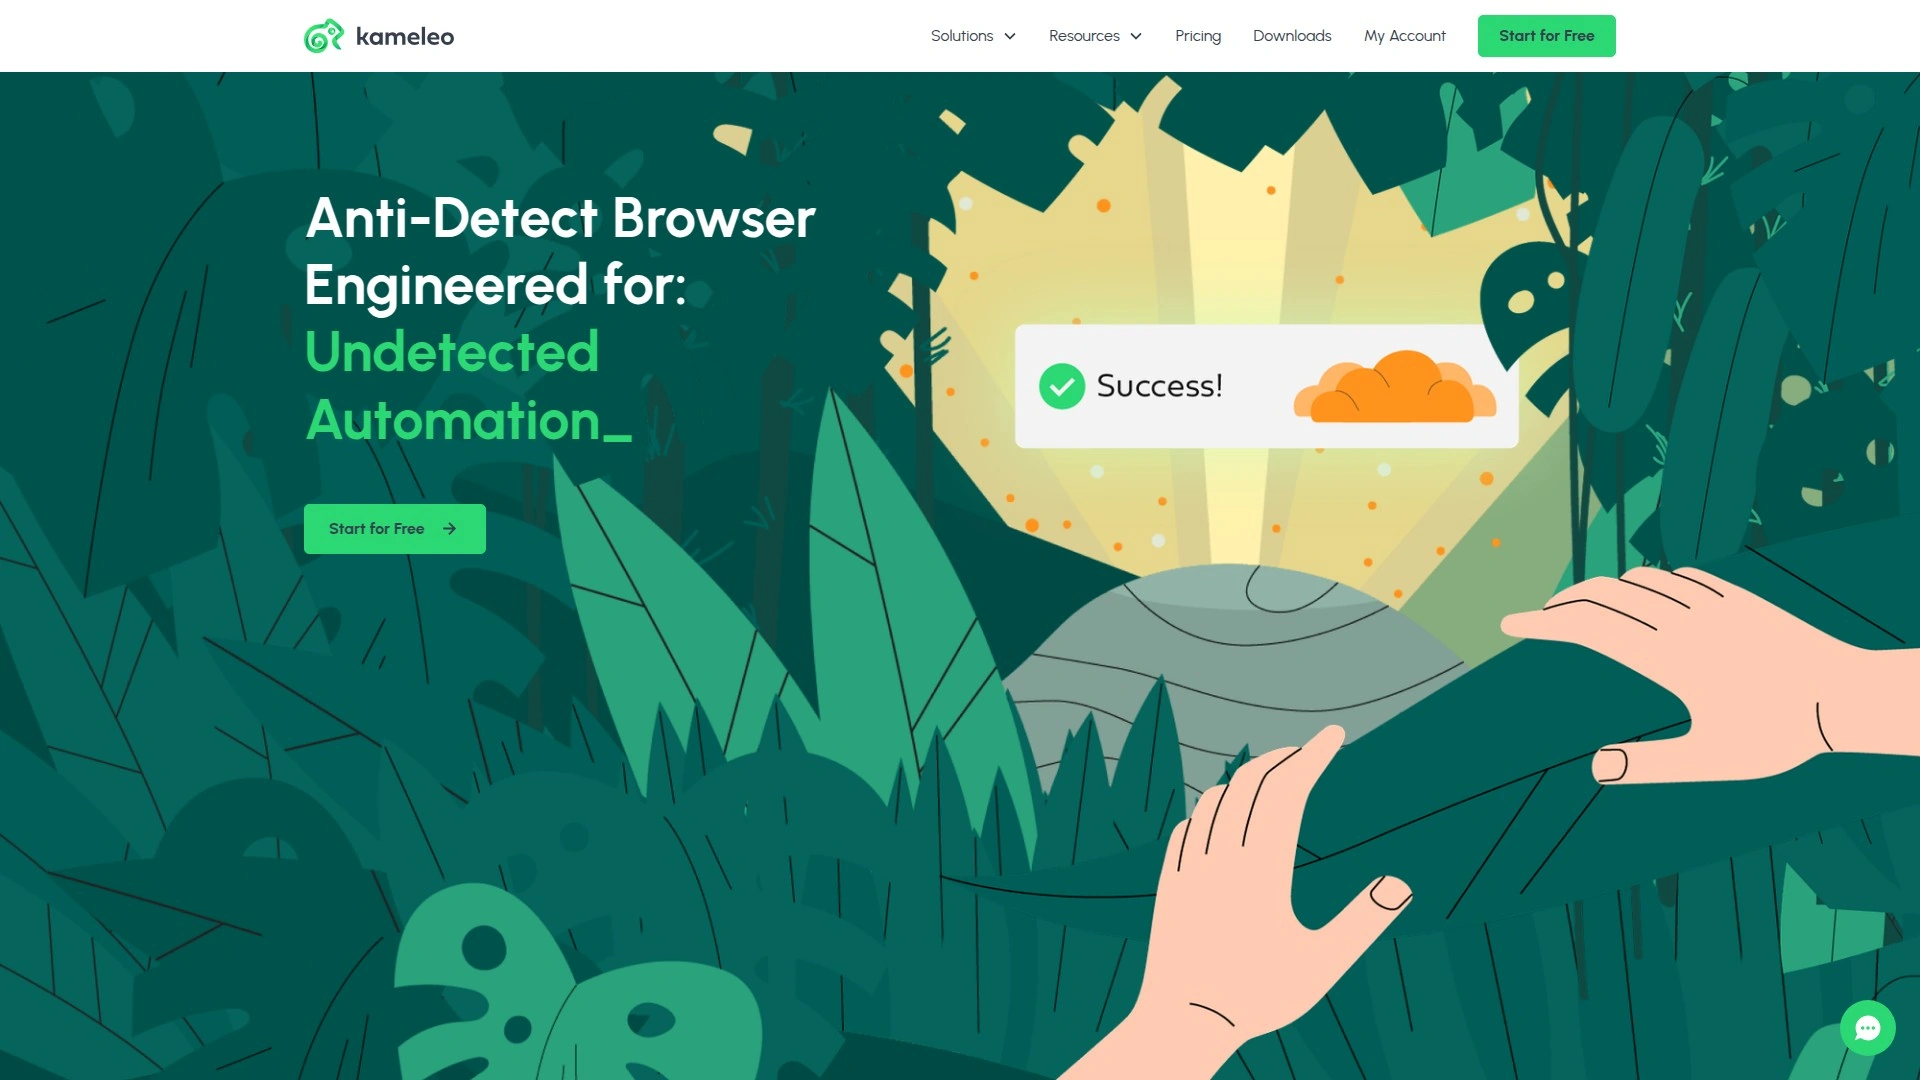 kameleo
Solutions
Resources
Pricing
Downloads
My Account
Start for Free
Anti-Detect Browser
Engineered for:
Undetected
Automation_
Start for Free
Success!